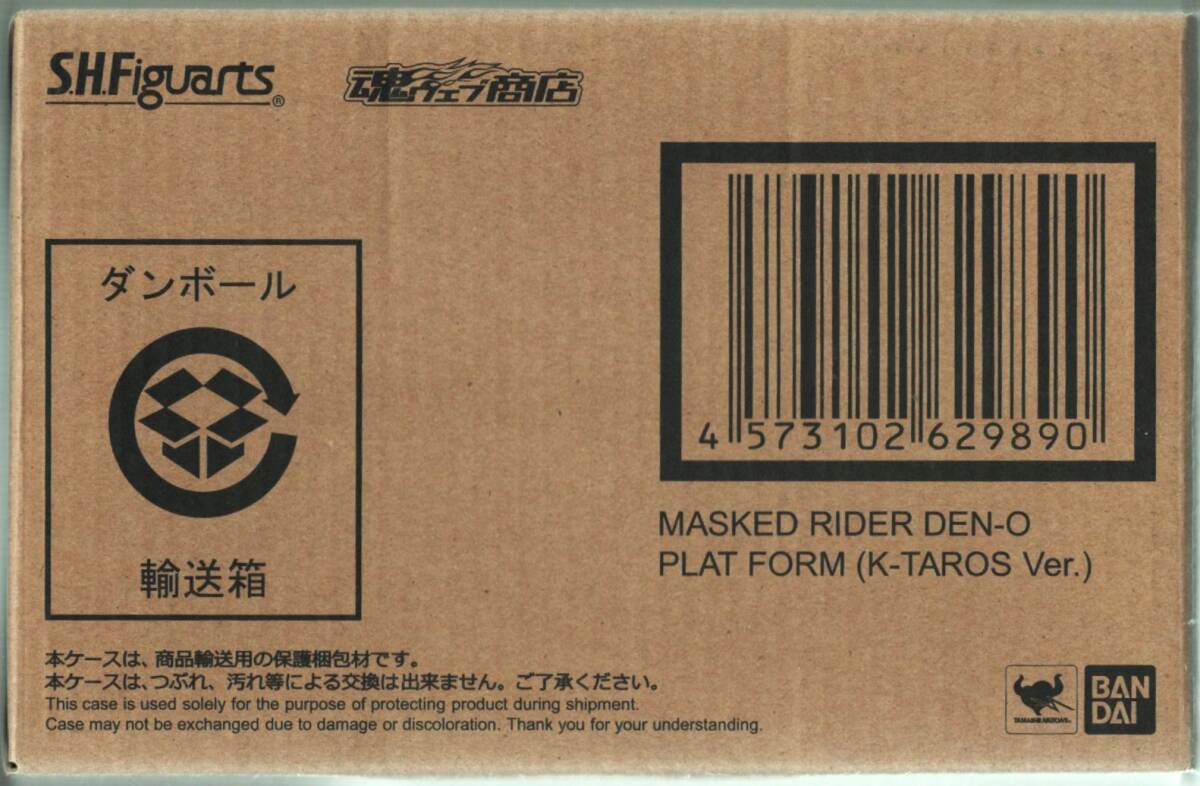 S.H.Figuarts®
魂ウェブ商店
ダンボール
輸送箱
4 573102 629890
MASKED RIDER DEN-O
PLAT FORM (K-TAROS Ver.)
本ケースは、商品輸送用の保護梱包材です。
本ケースは、つぶれ、汚れ等による交換は出来ません。ご了承ください。
This case is used solely for the purpose of protecting product during shipment.
Case may not be exchanged due to damage or discoloration. Thank you for your understanding.
TAMASHII NATIONS
BAN
DAI